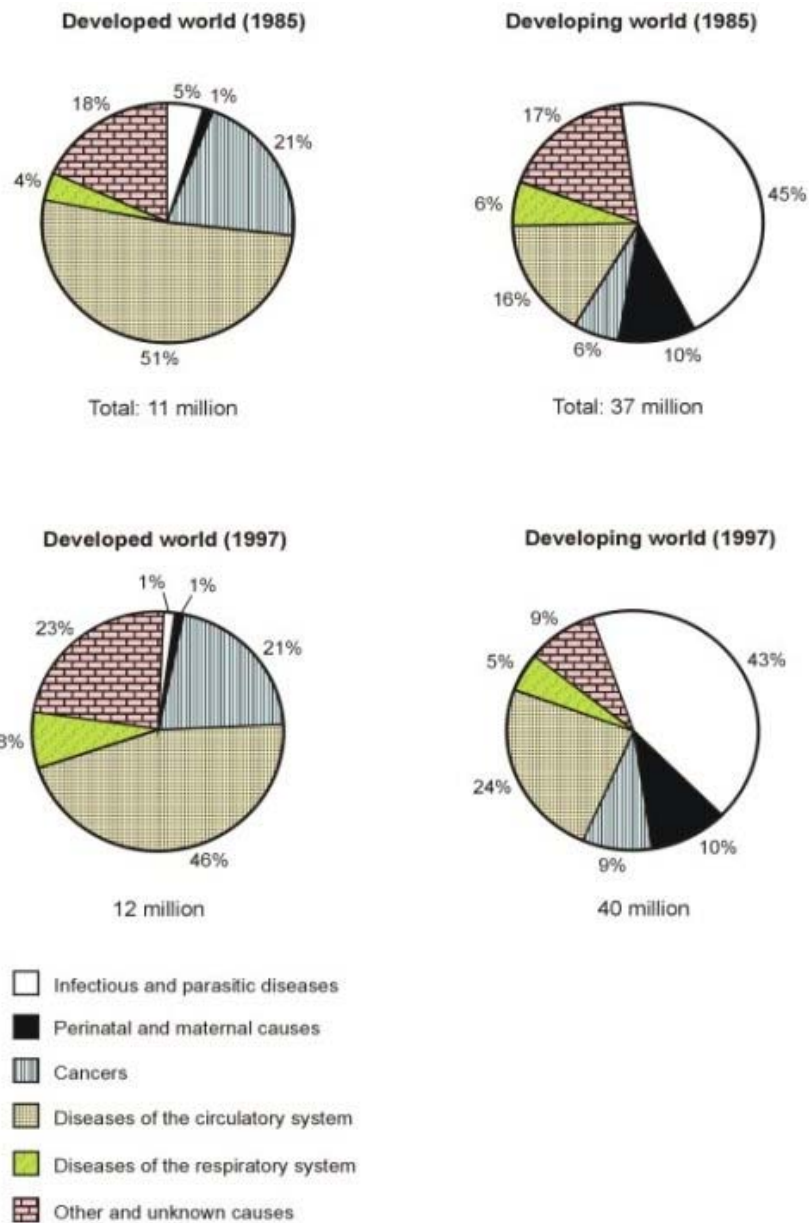 Developed world (1985)
5%
1%
21%
51%
4%
18%
Total: 11 million
Developing world (1985)
45%
10%
6%
16%
6%
17%
Total: 37 million
Developed world (1997)
1%
1%
21%
46%
8%
23%
12 million
Developing world (1997)
43%
10%
9%
24%
5%
9%
40 million
Infectious and parasitic diseases
Perinatal and maternal causes
Cancers
Diseases of the circulatory system
Diseases of the respiratory system
Other and unknown causes